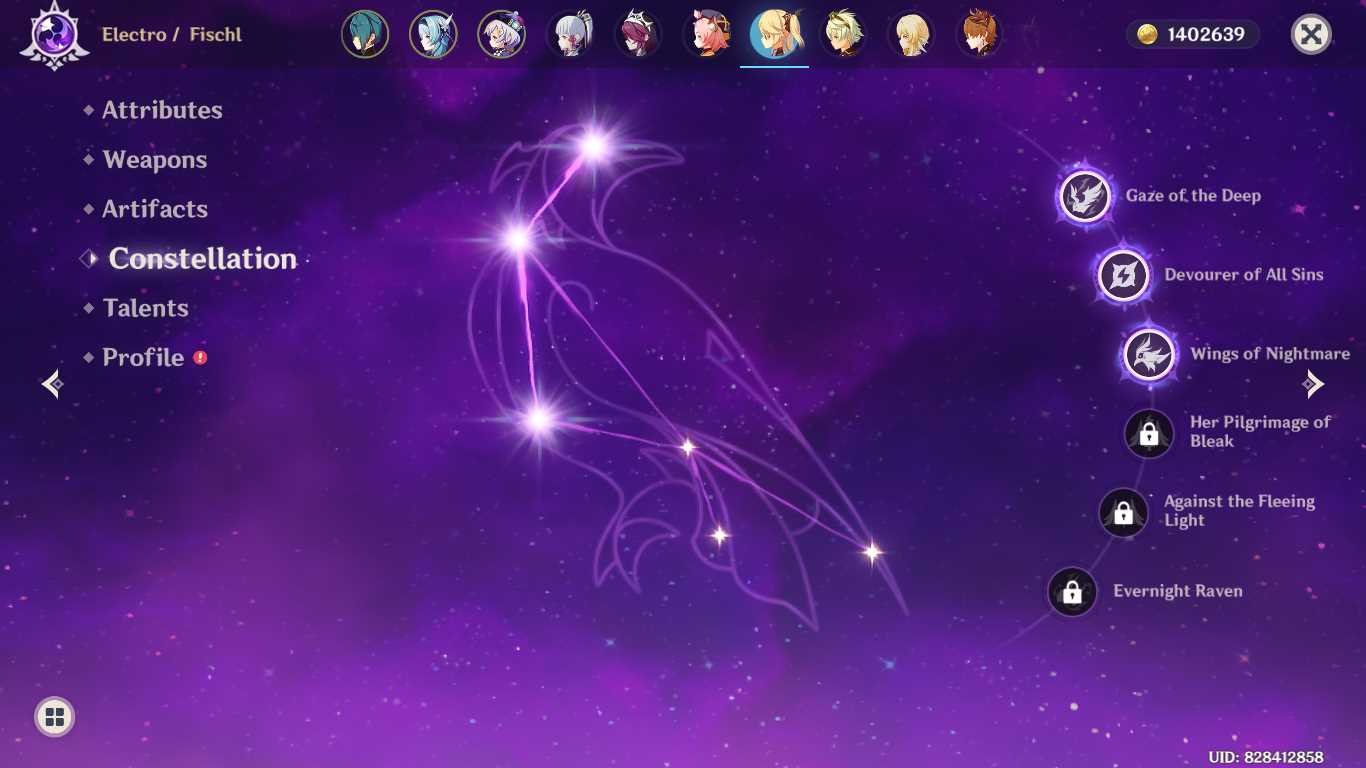 Electro / Fischl
1402639
Attributes
Weapons
Artifacts
Constellation
Talents
Profile
Gaze of the Deep
Devourer of All Sins
Wings of Nightmare
Her Pilgrimage of
Bleak
Against the Fleeing
Light
Evernight Raven
UID: 828412858